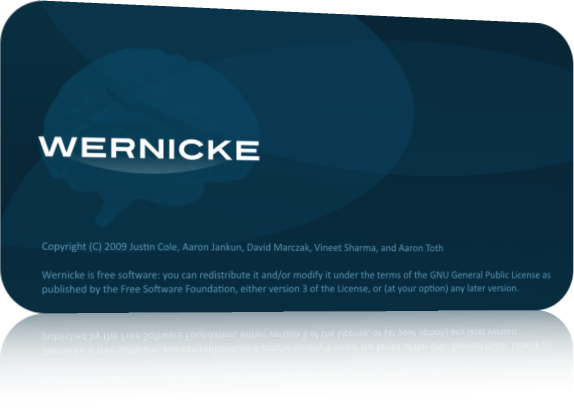 WERNICKE
Copyright (C) 2009 Justin Cole, Aaron Jankun, David Marczak, Vineet Sharma, and Aaron Toth
Wernicke is free software: you can redistribute it and/or modify it under the terms of the GNU General Public License as
published by the Free Software Foundation, either version 3 of the License, or (at your option) any later version.